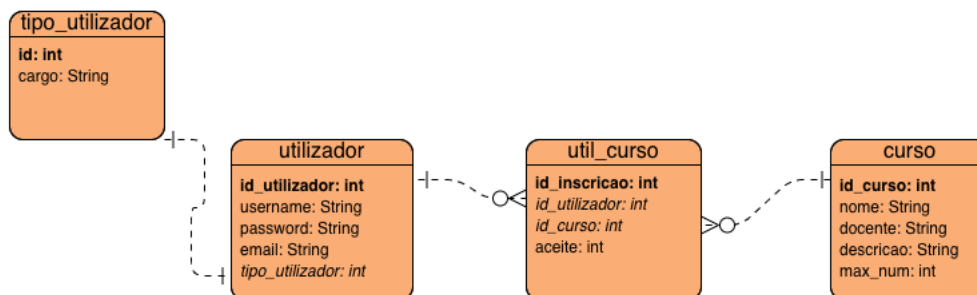 tipo_utilizador
id: int
cargo: String
utilizador
id_utilizador: int
username: String
password: String
email: String
tipo_utilizador: int
util_curso
id_inscricao: int
id_utilizador: int
id_curso: int
aceite: int
curso
id_curso: int
nome: String
docente: String
descricao: String
max_num: int